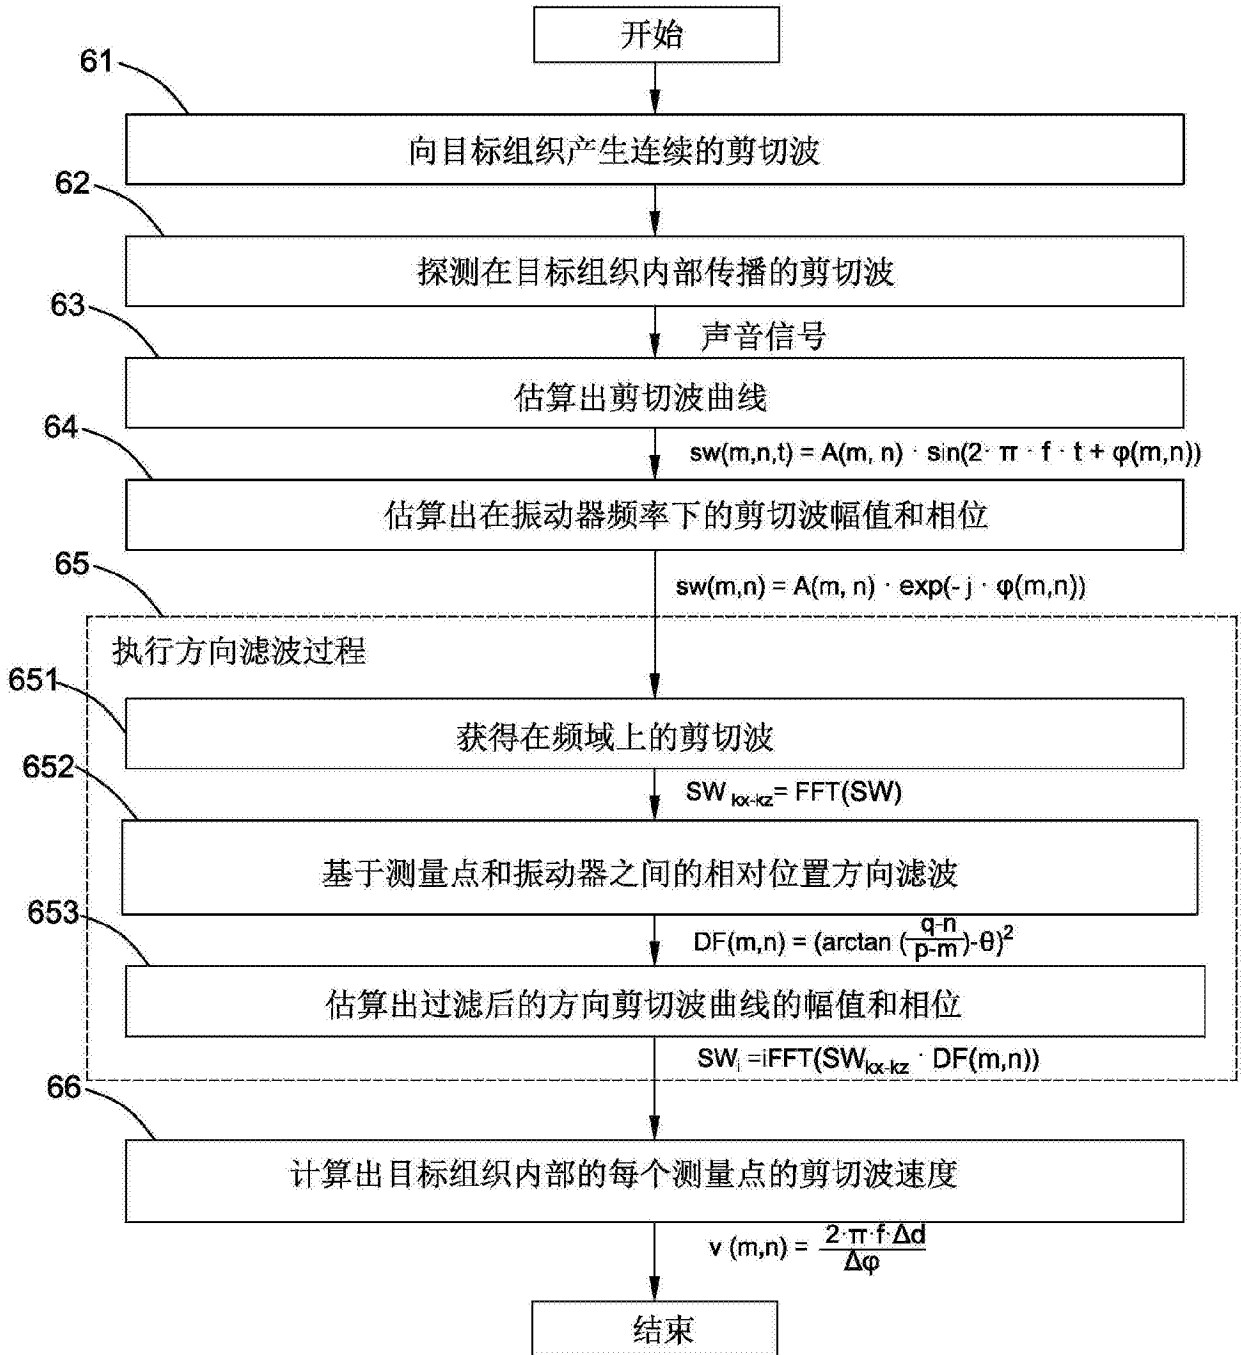 开始
61
向目标组织产生连续的剪切波
62
探测在目标组织内部传播的剪切波
63
声音信号
估算出剪切波曲线
64
sw(m,n,t) = A(m, n) · sin(2· π · f · t + φ(m,n))
估算出在振动器频率下的剪切波幅值和相位
65
sw(m,n) = A(m, n) · exp(- j · φ(m,n))
执行方向滤波过程
651
获得在频域上的剪切波
652
SW kx-kz= FFT(SW)
基于测量点和振动器之间的相对位置方向滤波
653
DF(m,n) = (arctan (q-n/p-m)-θ)²
估算出过滤后的方向剪切波曲线的幅值和相位
SWi =iFFT(SWkx-kz · DF(m,n))
66
计算出目标组织内部的每个测量点的剪切波速度
v (m,n) = 2·π·f·Δd/Δφ
结束